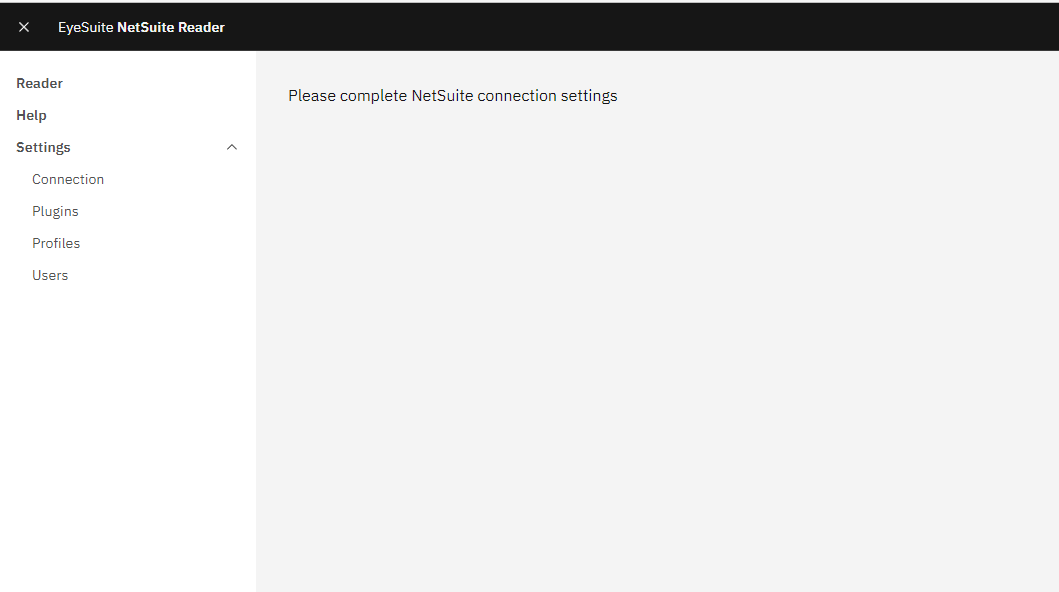 EyeSuite NetSuite Reader
Reader
Help
Settings
Connection
Plugins
Profiles
Users
Please complete NetSuite connection settings